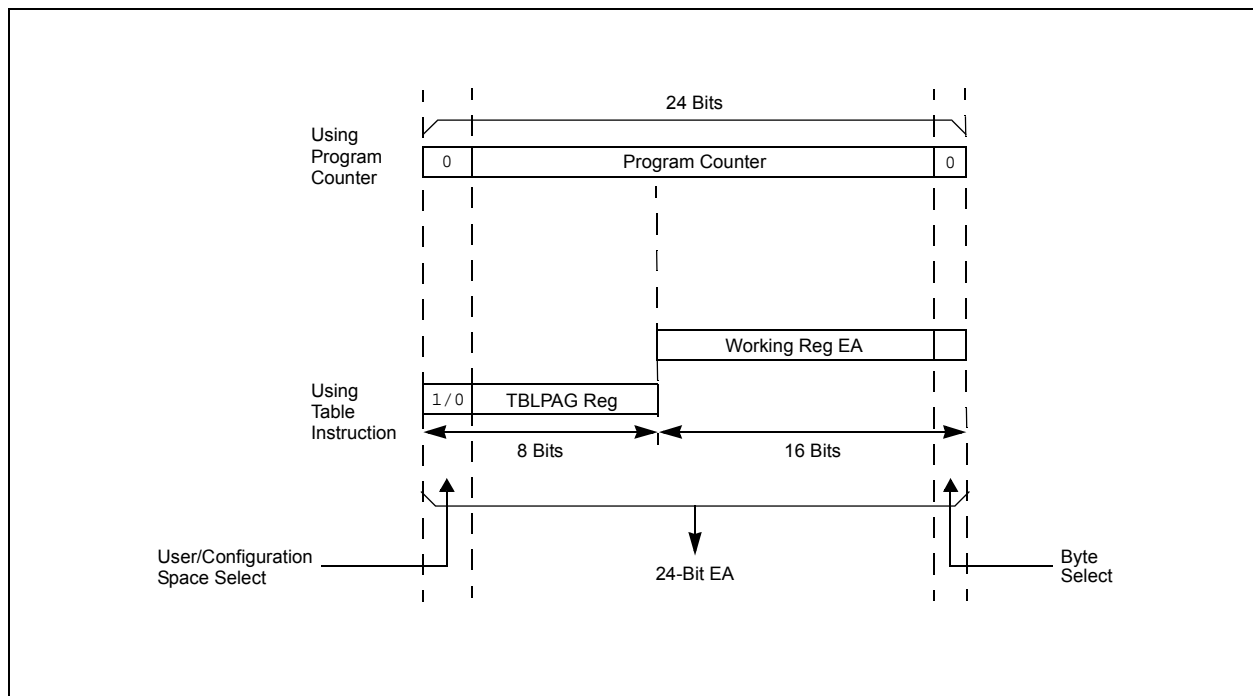 24 Bits
Using
Program
Counter
0
Program Counter
0
Working Reg EA
Using
Table
Instruction
1/0
TBLPAG Reg
8 Bits
16 Bits
User/Configuration
Space Select
24-Bit EA
Byte
Select